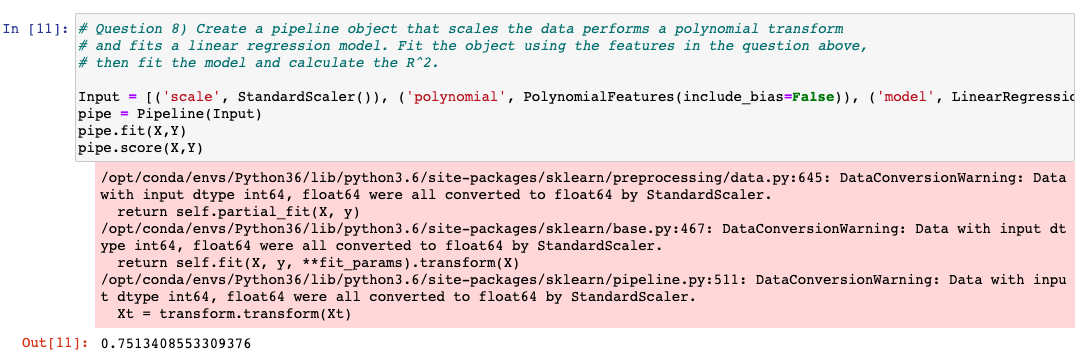 In [11]: # Question 8) Create a pipeline object that scales the data performs a polynomial transform
# and fits a linear regression model. Fit the object using the features in the question above,
# then fit the model and calculate the R^2.
Input = [('scale', StandardScaler()), ('polynomial', PolynomialFeatures(include_bias=False)), ('model', LinearRegressio
pipe = Pipeline(Input)
pipe.fit(X,Y)
pipe.score(X,Y)
/opt/conda/envs/Python36/lib/python3.6/site-packages/sklearn/preprocessing/data.py:645: DataConversionWarning: Data
with input dtype int64, float64 were all converted to float64 by StandardScaler.
return self.partial_fit(X, y)
/opt/conda/envs/Python36/lib/python3.6/site-packages/sklearn/base.py:467: DataConversionWarning: Data with input dt
ype int64, float64 were all converted to float64 by StandardScaler.
return self.fit(X, y, **fit_params).transform(X)
/opt/conda/envs/Python36/lib/python3.6/site-packages/sklearn/pipeline.py:511: DataConversionWarning: Data with inpu
t dtype int64, float64 were all converted to float64 by StandardScaler.
Xt = transform.transform(Xt)
Out[11]: 0.7513408553309376